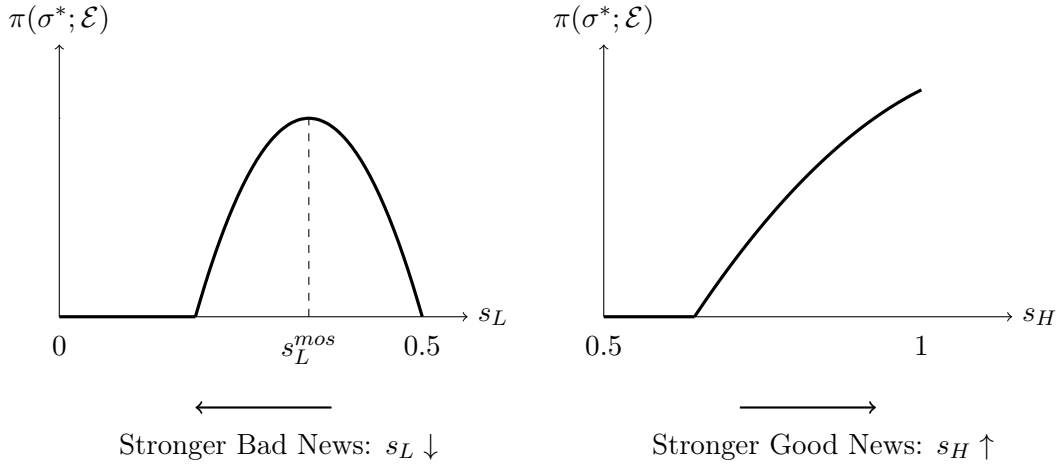 π(σ*; ℰ)
s_L
0
s_L^{mos}
0.5
Stronger Bad News: s_L ↓
π(σ*; ℰ)
s_H
0.5
1
Stronger Good News: s_H ↑